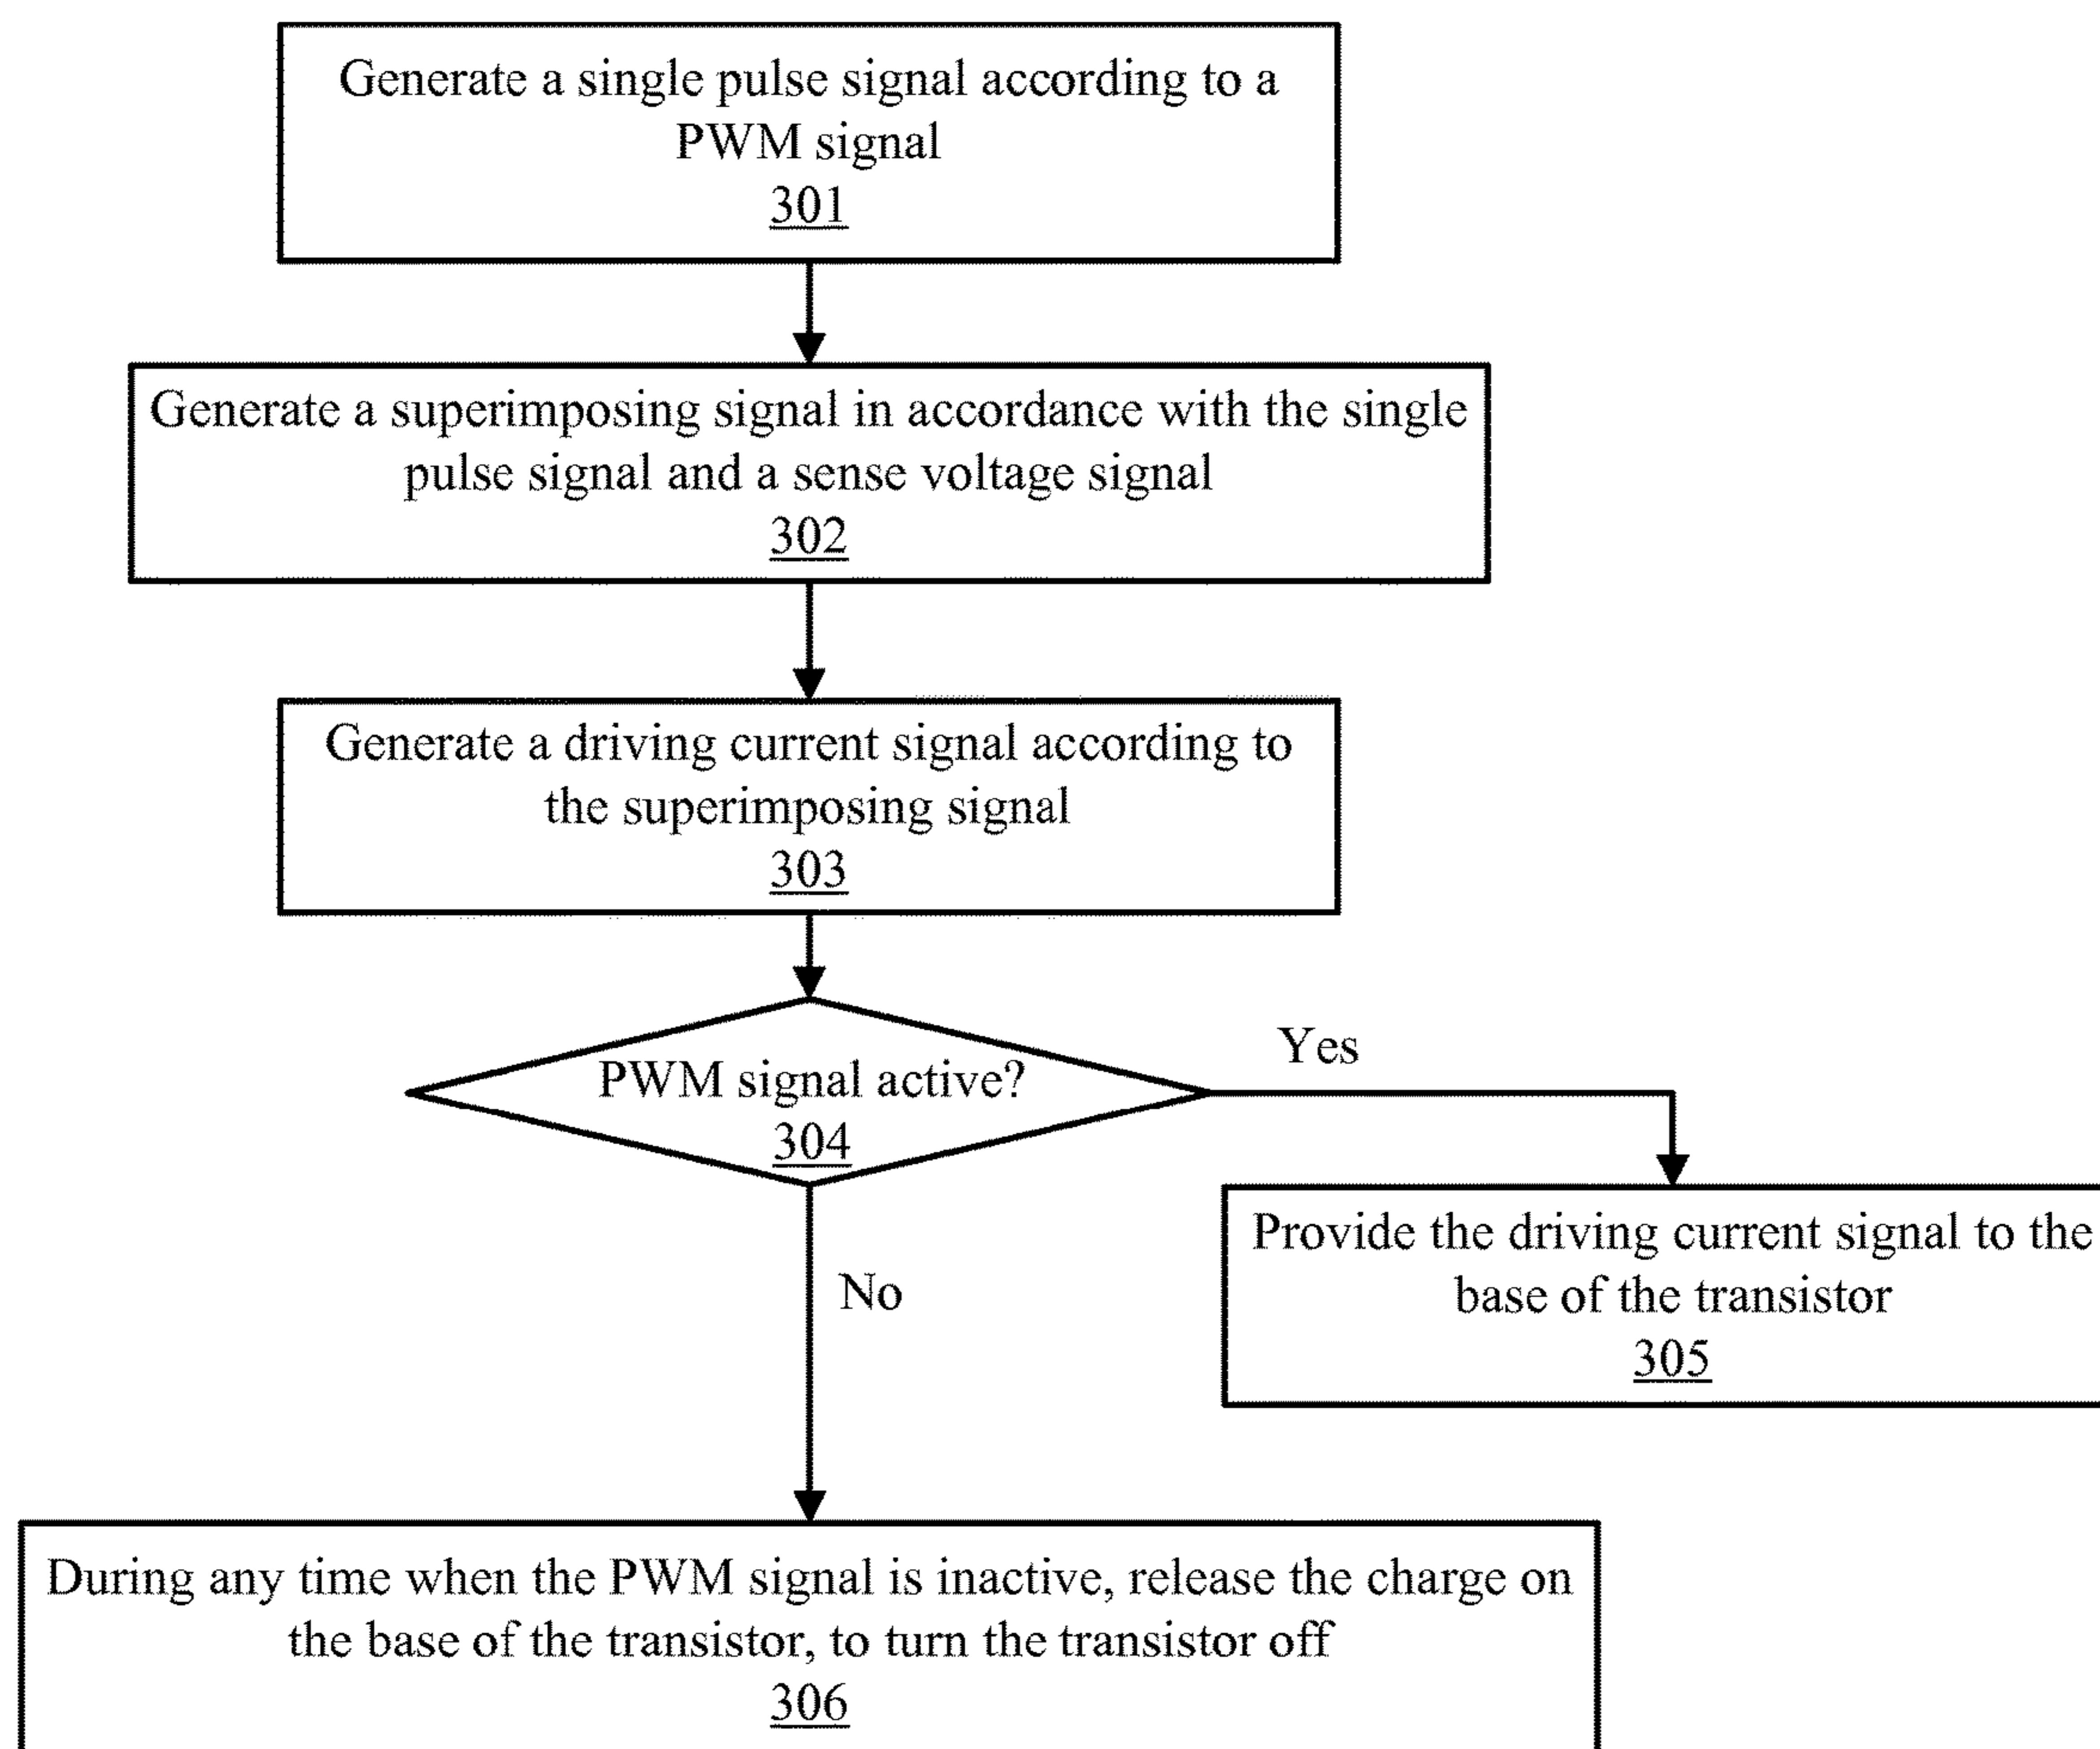 Generate a single pulse signal according to a
PWM signal
301
Generate a superimposing signal in accordance with the single
pulse signal and a sense voltage signal
302
Generate a driving current signal according to
the superimposing signal
303
PWM signal active?
304
Yes
No
Provide the driving current signal to the
base of the transistor
305
During any time when the PWM signal is inactive, release the charge on
the base of the transistor, to turn the transistor off
306